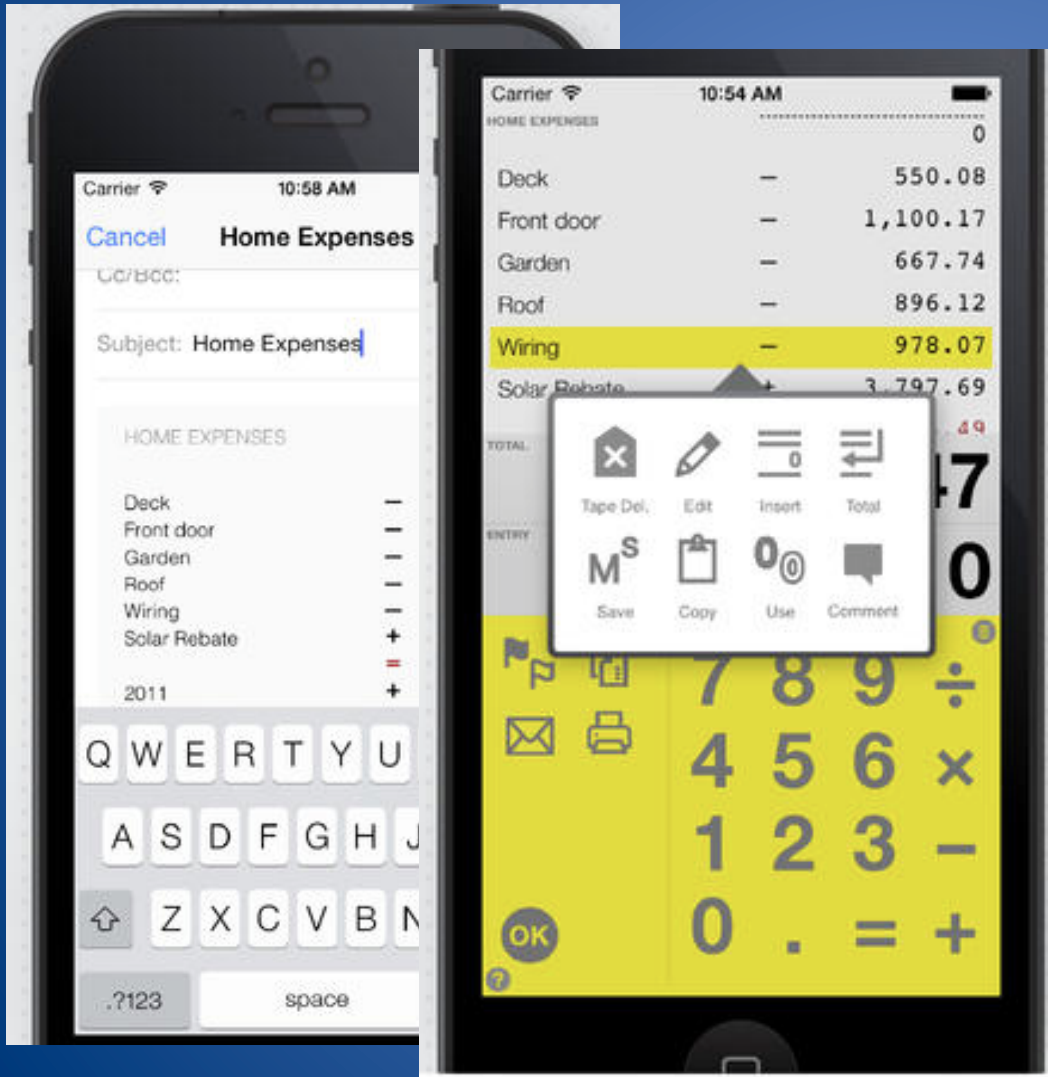 Carrier 10:58 AM
Cancel Home Expenses
Cc/Bcc:
Subject: Home Expenses
HOME EXPENSES
Deck −
Front door −
Garden −
Roof −
Wiring −
Solar Rebate +
=
2011 +
Q W E R T Y U
A S D F G H J
Z X C V B N
.?123 space
Carrier 10:54 AM
HOME EXPENSES
0
Deck − 550.08
Front door − 1,100.17
Garden − 667.74
Roof − 896.12
Wiring − 978.07
Solar Rebate + 3,797.69
.49
TOTAL 47
ENTRY 0
Tape Del. Edit Insert Total
Save Copy Use Comment
7 8 9 ÷
4 5 6 ×
1 2 3 −
0 . = +
OK
?